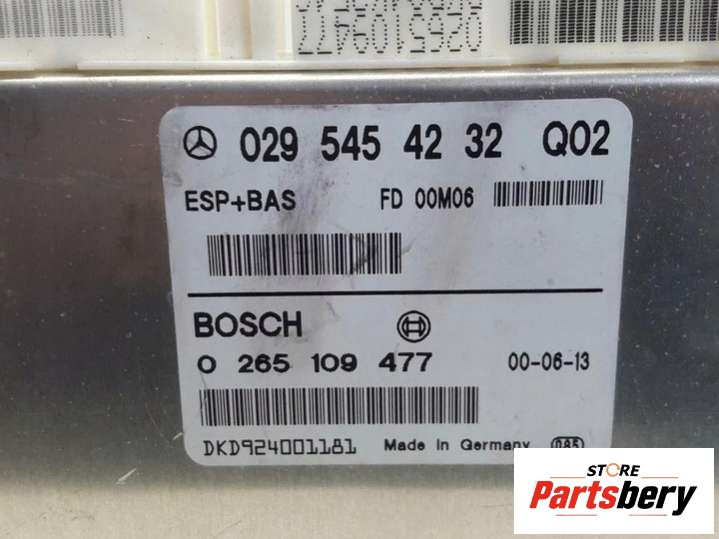 0265109477
029 545 42 32 Q02
ESP+BAS FD 00M06
BOSCH
0 265 109 477 00-06-13
DKD924001181 Made in Germany 085
STORE
Partsbery